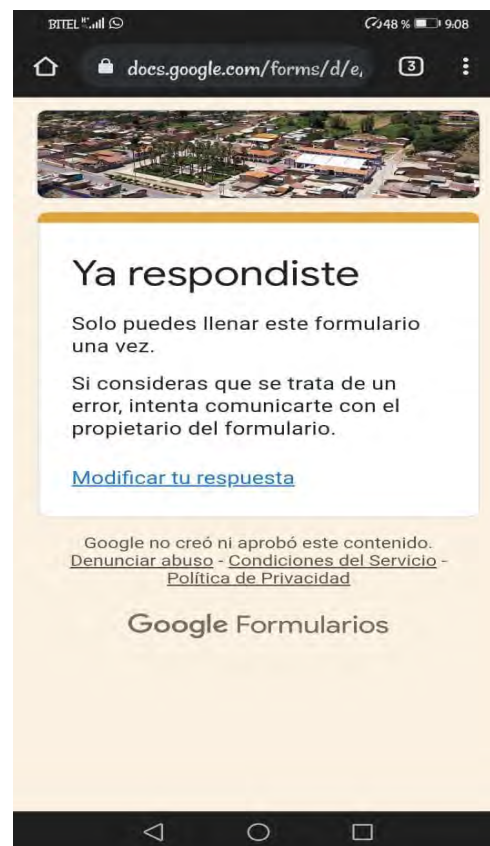 BITEL 48 % 9:08
docs.google.com/forms/d/e, 3
Ya respondiste
Solo puedes llenar este formulario
una vez.
Si consideras que se trata de un
error, intenta comunicarte con el
propietario del formulario.
Modificar tu respuesta
Google no creó ni aprobó este contenido.
Denunciar abuso - Condiciones del Servicio -
Política de Privacidad
Google Formularios